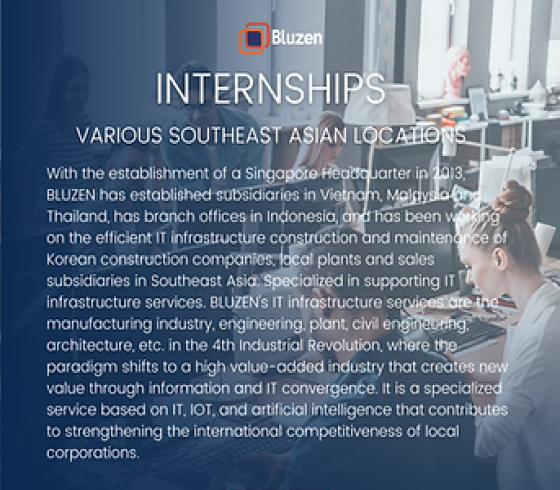 Bluzen
INTERNSHIPS
VARIOUS SOUTHEAST ASIAN LOCATIONS
With the establishment of a Singapore Headquarter in 2013,
BLUZEN has established subsidiaries in Vietnam, Malaysia and
Thailand, has branch offices in Indonesia, and has been working
on the efficient IT infrastructure construction and maintenance of
Korean construction companies, local plants and sales
subsidiaries in Southeast Asia. Specialized in supporting IT
infrastructure services. BLUZEN's IT infrastructure services are the
manufacturing industry, engineering, plant, civil engineering,
architecture, etc. in the 4th Industrial Revolution, where the
paradigm shifts to a high value-added industry that creates new
value through information and IT convergence. It is a specialized
service based on IT, IOT, and artificial intelligence that contributes
to strengthening the international competitiveness of local
corporations.